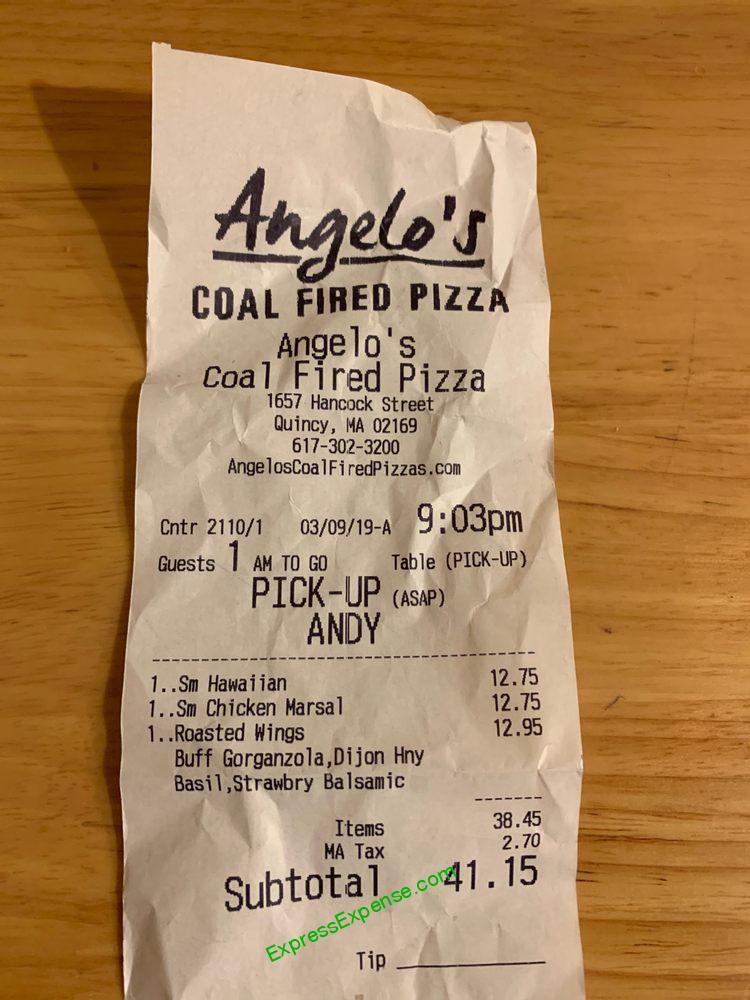 Angelo's
COAL FIRED PIZZA
Angelo's
Coal Fired Pizza
1657 Hancock Street
Quincy, MA 02169
617-302-3200
AngelosCoalFiredPizzas.com
Cntr 2110/1 03/09/19-A 9:03pm
Guests 1 AM TO GO Table (PICK-UP)
PICK-UP (ASAP)
ANDY
1..Sm Hawaiian 12.75
1..Sm Chicken Marsal 12.75
1..Roasted Wings 12.95
Buff Gorganzola,Dijon Hny
Basil,Strawbry Balsamic
Items 38.45
MA Tax 2.70
Subtotal 41.15
ExpressExpense.com
Tip